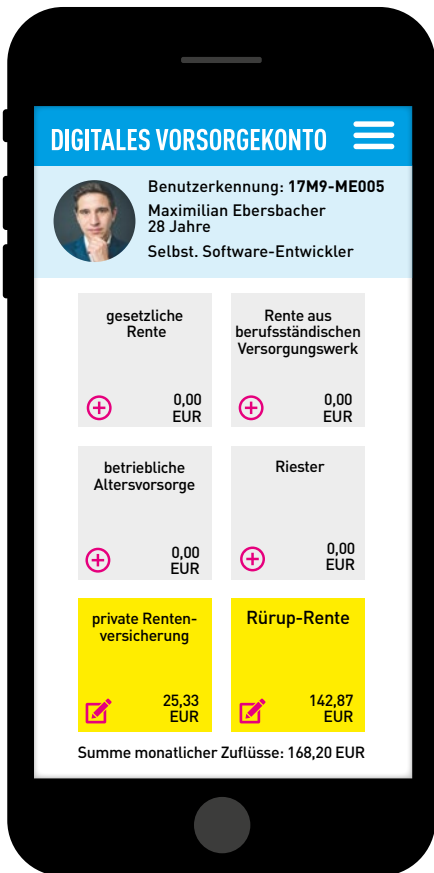 DIGITALES VORSORGEKONTO
Benutzerkennung: 17M9-ME005
Maximilian Ebersbacher
28 Jahre
Selbst. Software-Entwickler
gesetzliche
Rente
0,00
EUR
Rente aus
berufsständischen
Versorgungswerk
0,00
EUR
betriebliche
Altersvorsorge
0,00
EUR
Riester
0,00
EUR
private Renten-
versicherung
25,33
EUR
Rürup-Rente
142,87
EUR
Summe monatlicher Zuflüsse: 168,20 EUR